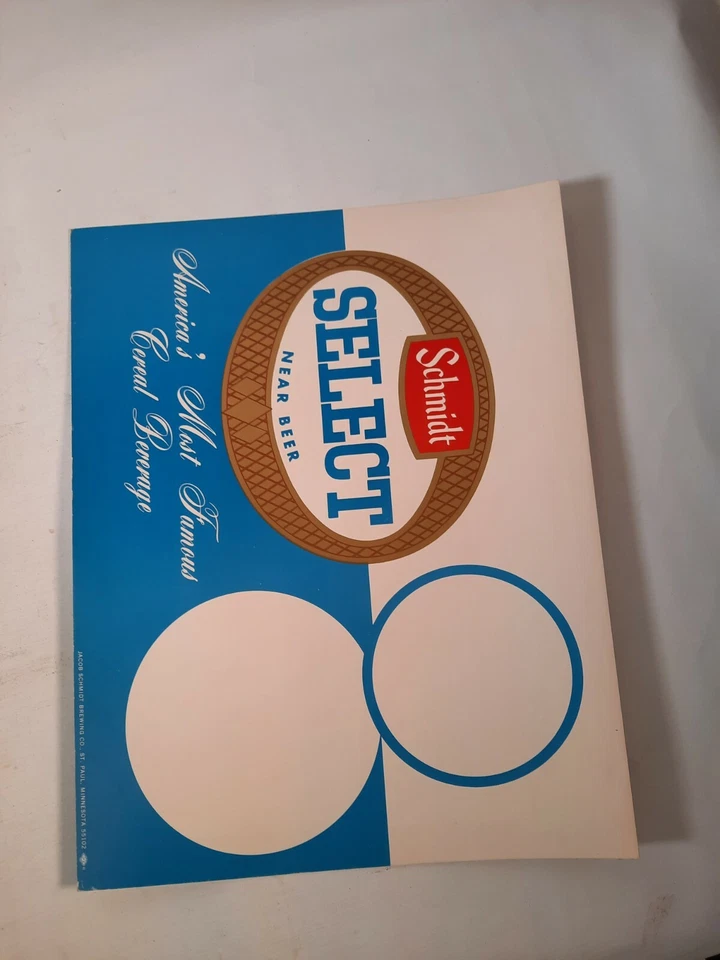 Schmidt
SELECT
NEAR BEER
America's Most Famous
Cereal Beverage
JACOB SCHMIDT BREWING CO., ST. PAUL, MINNESOTA 55102